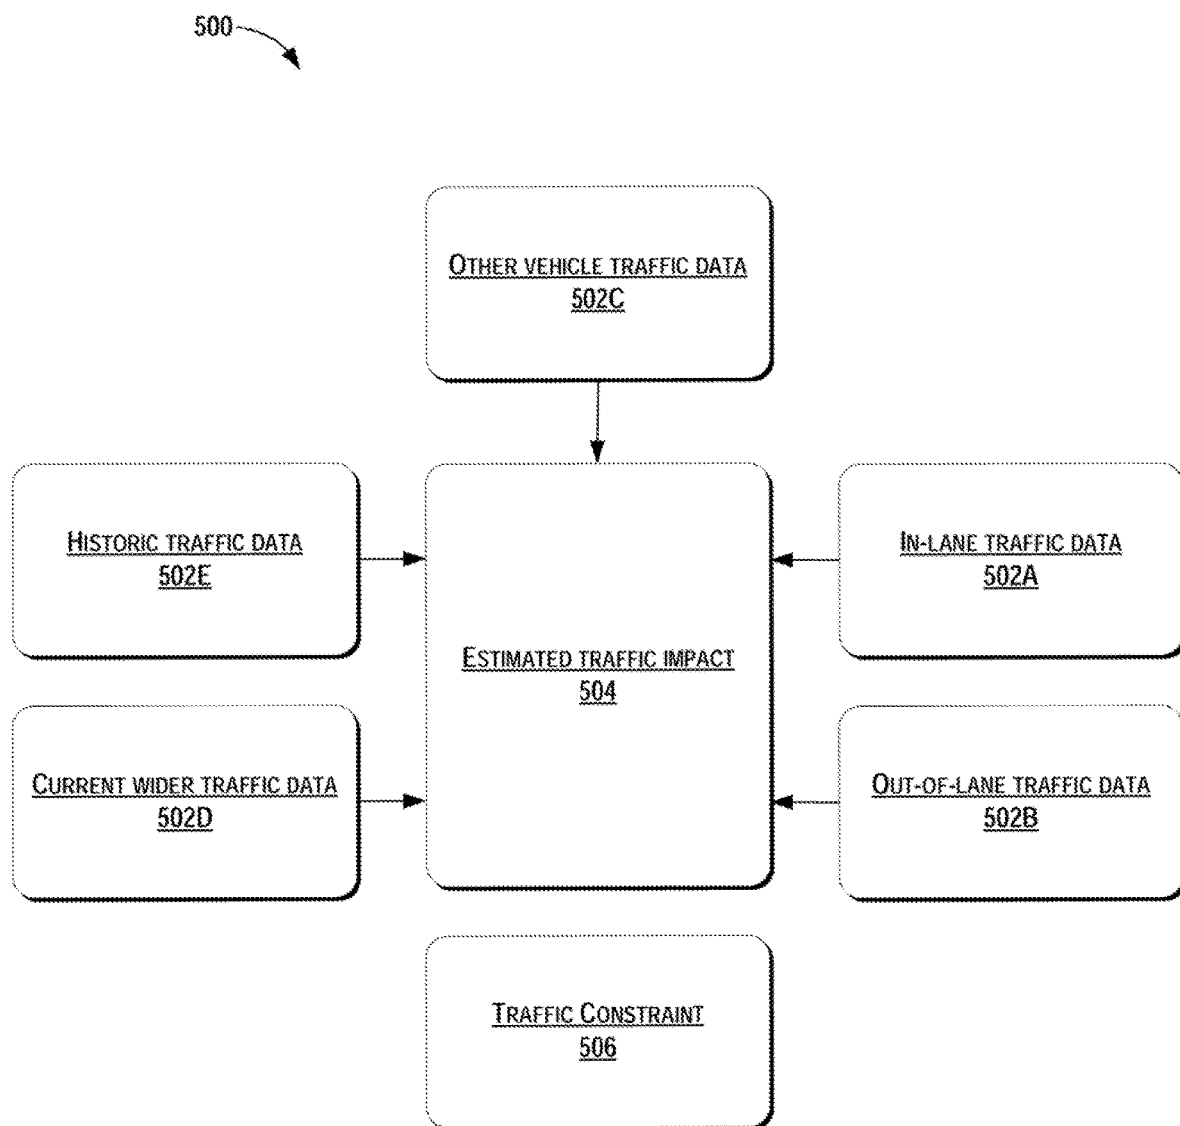 500
OTHER VEHICLE TRAFFIC DATA
502C
HISTORIC TRAFFIC DATA
502E
IN-LANE TRAFFIC DATA
502A
ESTIMATED TRAFFIC IMPACT
504
CURRENT WIDER TRAFFIC DATA
502D
OUT-OF-LANE TRAFFIC DATA
502B
TRAFFIC CONSTRAINT
506